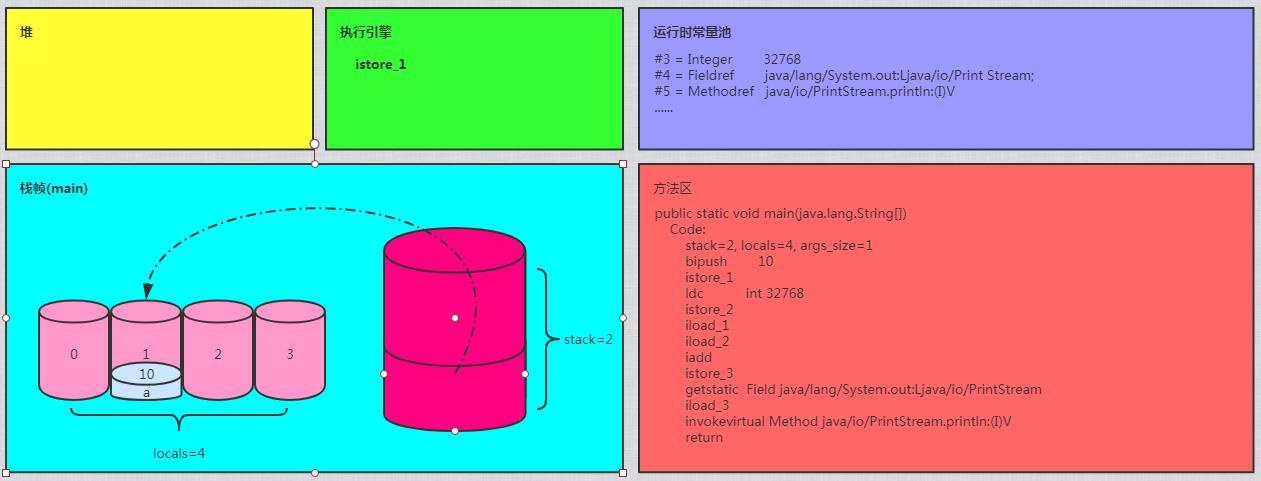 堆
执行引擎
istore_1
运行时常量池
#3 = Integer 32768
#4 = Fieldref java/lang/System.out:Ljava/io/Print Stream;
#5 = Methodref java/io/PrintStream.println:(I)V
......
栈帧(main)
0
1
2
3
10
a
locals=4
stack=2
方法区
public static void main(java.lang.String[])
Code:
stack=2, locals=4, args_size=1
bipush 10
istore_1
ldc int 32768
istore_2
iload_1
iload_2
iadd
istore_3
getstatic Field java/lang/System.out:Ljava/io/PrintStream
iload_3
invokevirtual Method java/io/PrintStream.println:(I)V
return